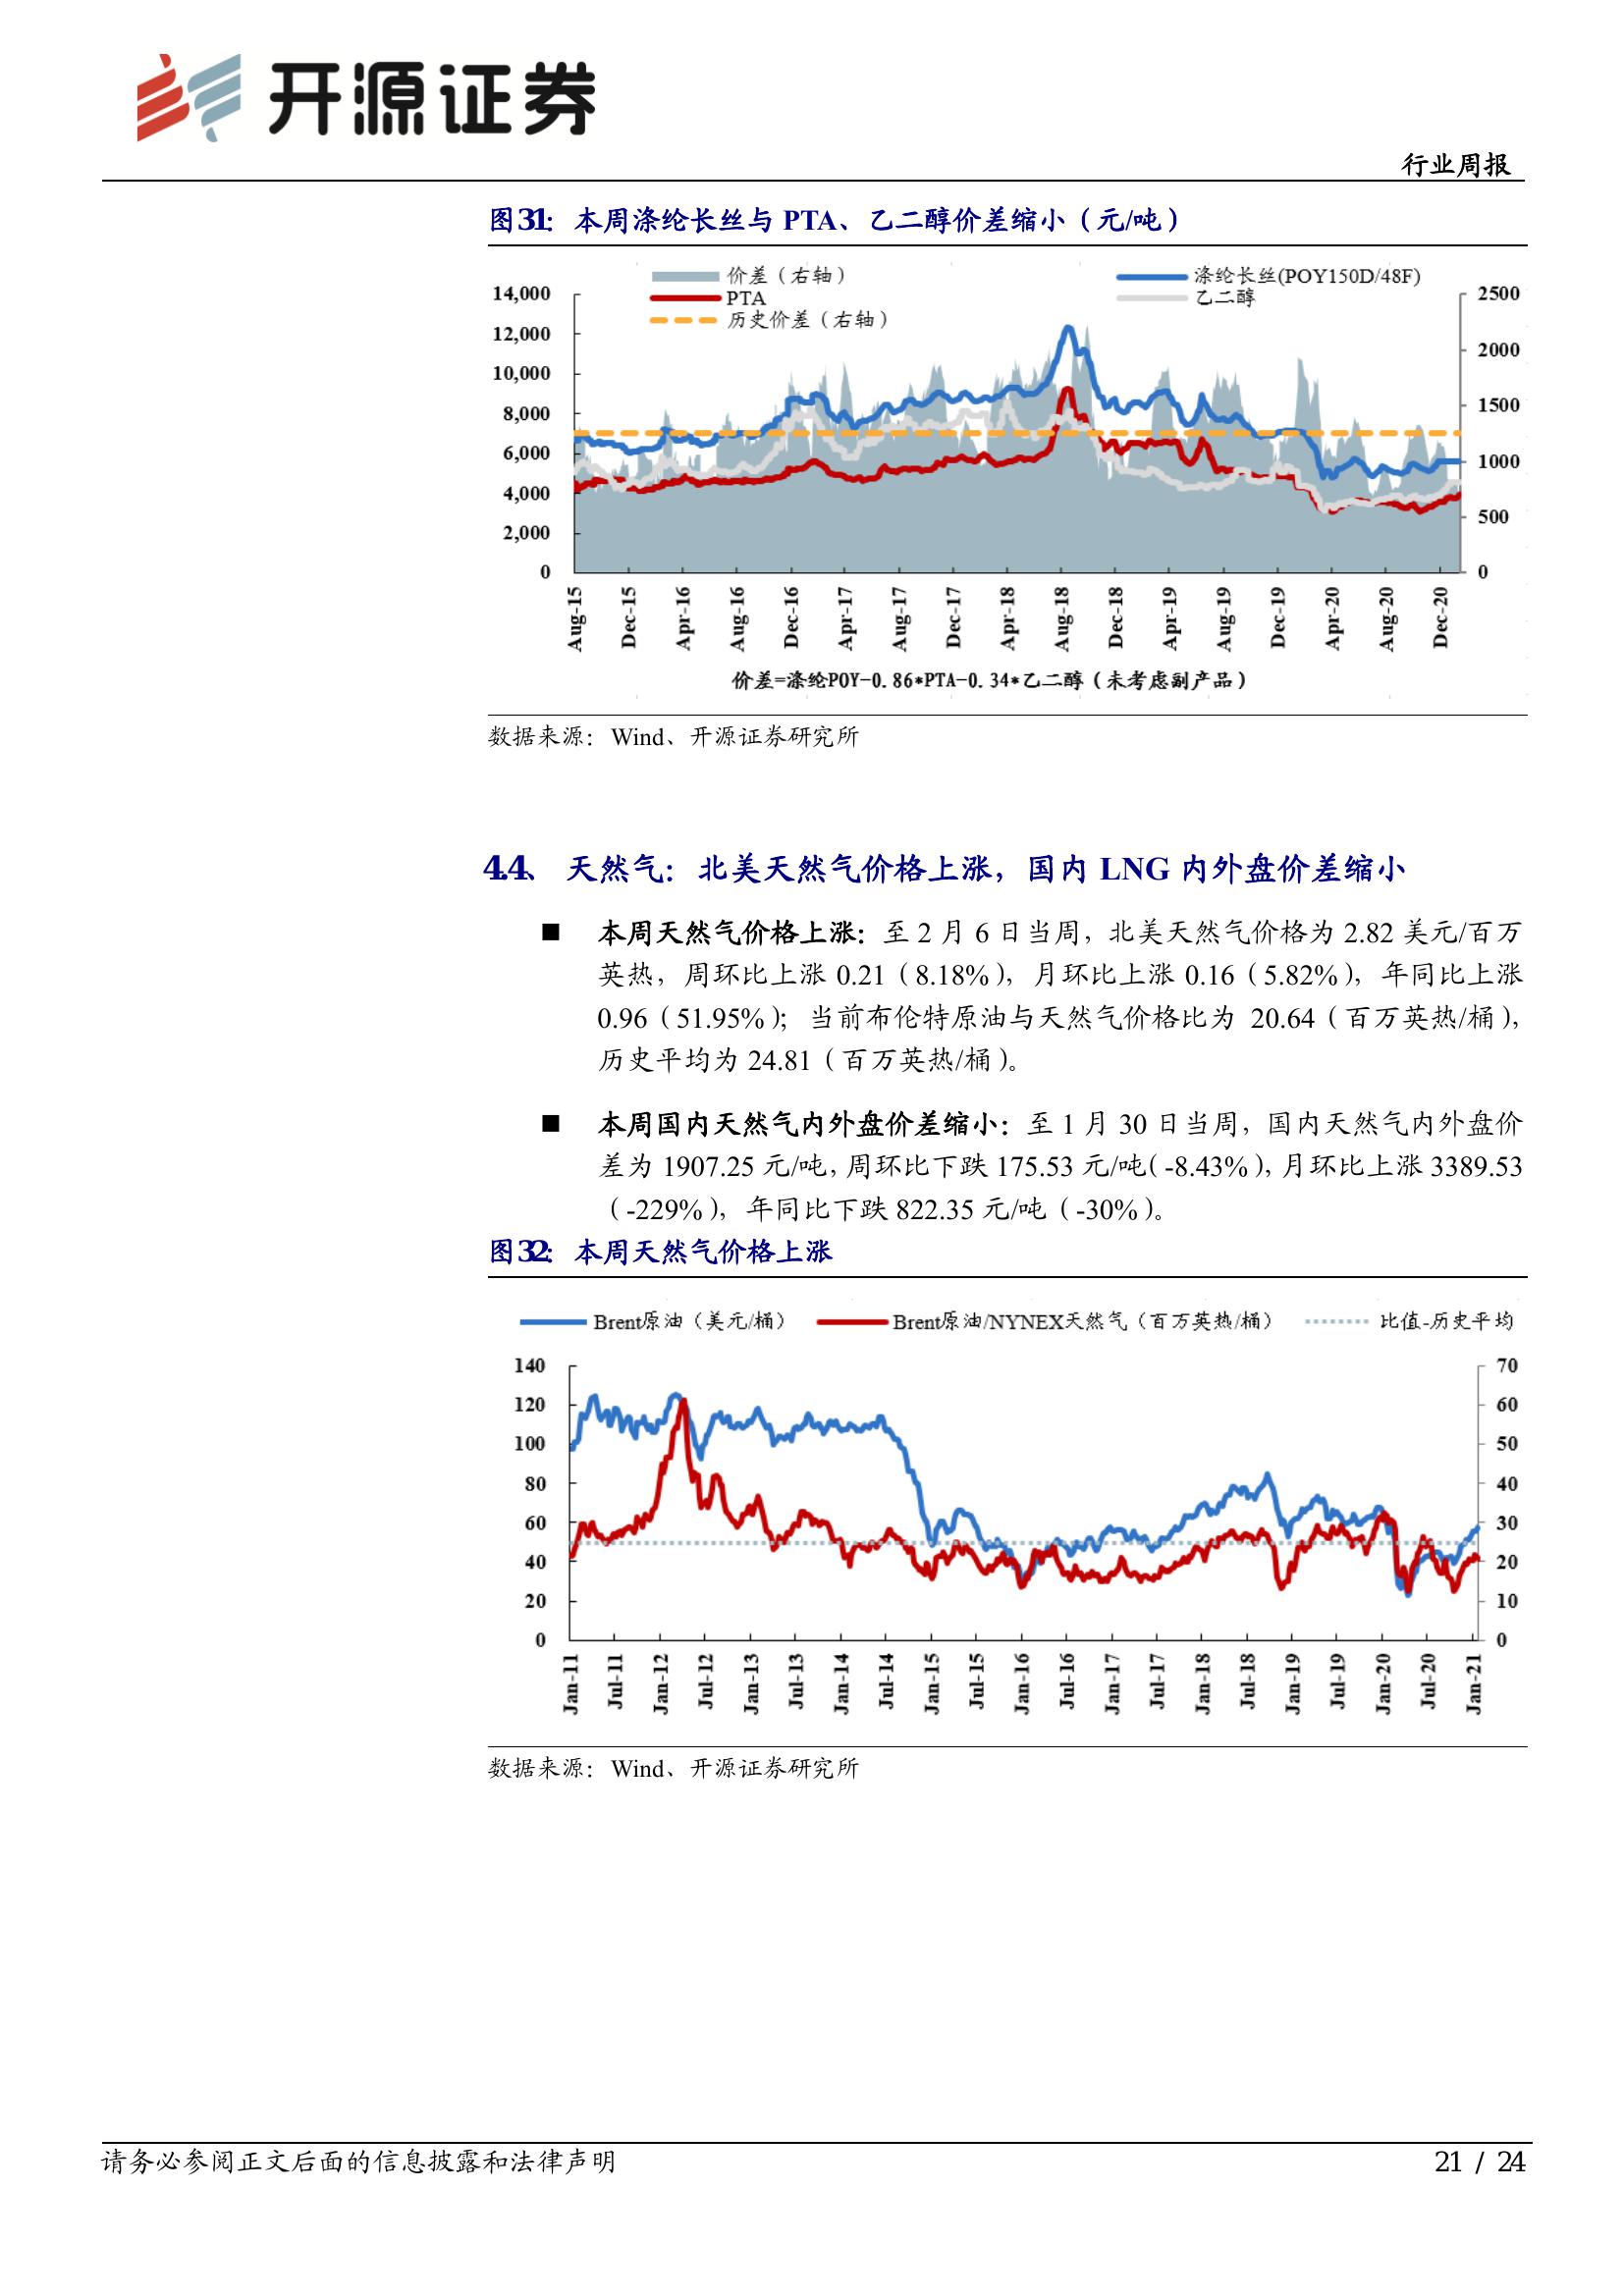 开源证券
行业周报
图31：本周涤纶长丝与 PTA、乙二醇价差缩小（元/吨）
价差（右轴） 涤纶长丝(POY150D/48F)
PTA 乙二醇
历史价差（右轴）
14,000 12,000 10,000 8,000 6,000 4,000 2,000 0
2500 2000 1500 1000 500 0
Aug-15 Dec-15 Apr-16 Aug-16 Dec-16 Apr-17 Aug-17 Dec-17 Apr-18 Aug-18 Dec-18 Apr-19 Aug-19 Dec-19 Apr-20 Aug-20 Dec-20
价差=涤纶POY-0.86*PTA-0.34*乙二醇（未考虑副产品）
数据来源：Wind、开源证券研究所
4.4、 天然气：北美天然气价格上涨，国内 LNG 内外盘价差缩小
■ 本周天然气价格上涨：至 2 月 6 日当周，北美天然气价格为 2.82 美元/百万
英热，周环比上涨 0.21（8.18%），月环比上涨 0.16（5.82%），年同比上涨
0.96（51.95%）；当前布伦特原油与天然气价格比为 20.64（百万英热/桶），
历史平均为 24.81（百万英热/桶）。
■ 本周国内天然气内外盘价差缩小：至 1 月 30 日当周，国内天然气内外盘价
差为 1907.25 元/吨，周环比下跌 175.53 元/吨（-8.43%），月环比上涨 3389.53
（-229%），年同比下跌 822.35 元/吨（-30%）。
图32：本周天然气价格上涨
Brent原油（美元/桶） Brent原油/NYNEX天然气（百万英热/桶） 比值-历史平均
140 120 100 80 60 40 20 0
70 60 50 40 30 20 10 0
Jan-11 Jul-11 Jan-12 Jul-12 Jan-13 Jul-13 Jan-14 Jul-14 Jan-15 Jul-15 Jan-16 Jul-16 Jan-17 Jul-17 Jan-18 Jul-18 Jan-19 Jul-19 Jan-20 Jul-20 Jan-21
数据来源：Wind、开源证券研究所
请务必参阅正文后面的信息披露和法律声明
21 / 24